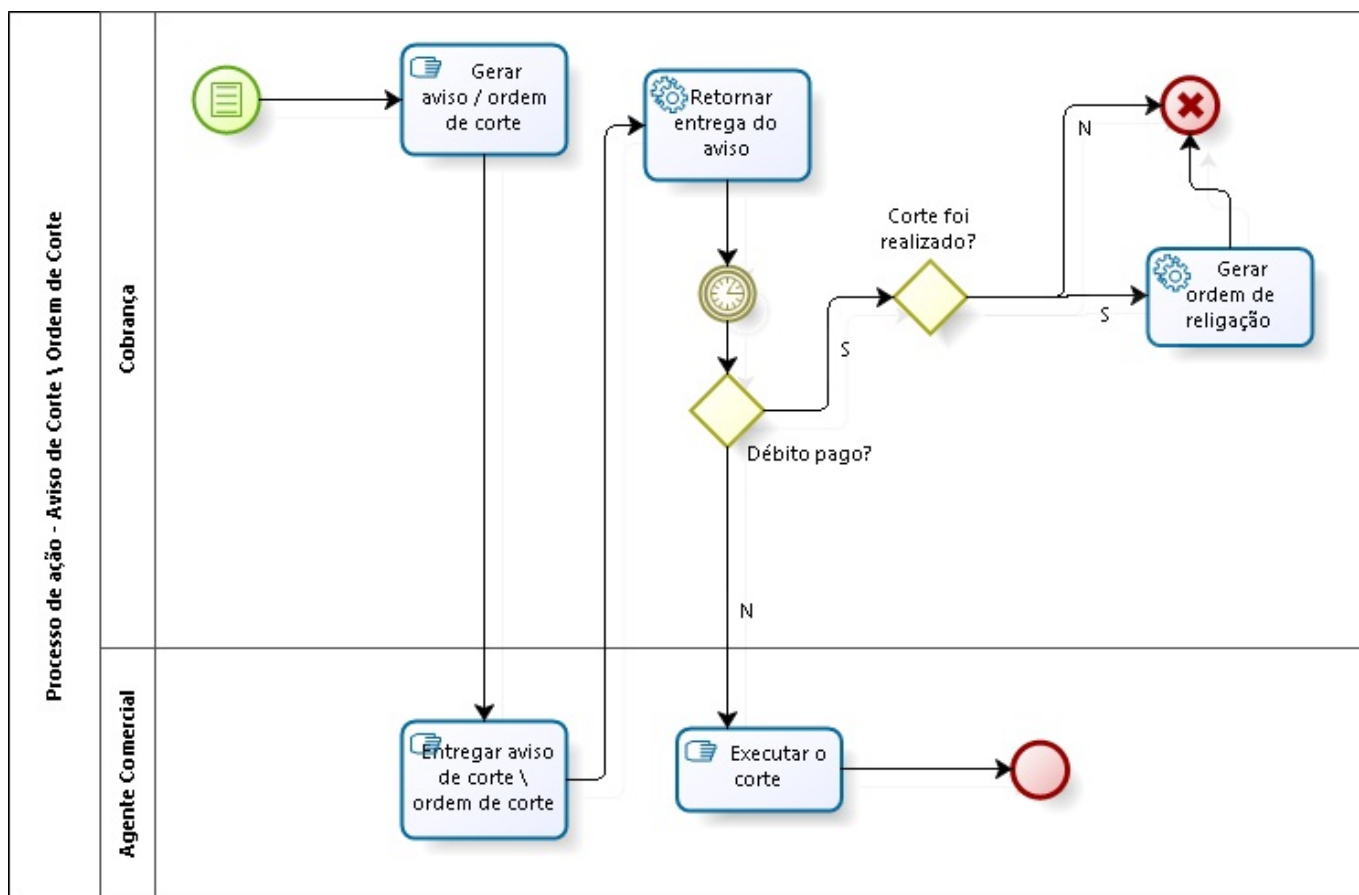 Processo de ação - Aviso de Corte \ Ordem de Corte
Cobrança
Gerar
aviso / ordem
de corte
Retornar
entrega do
aviso
Corte foi
realizado?
N
S
Gerar
ordem de
religação
S
Débito pago?
N
Agente Comercial
Entregar aviso
de corte \
ordem de corte
Executar o
corte